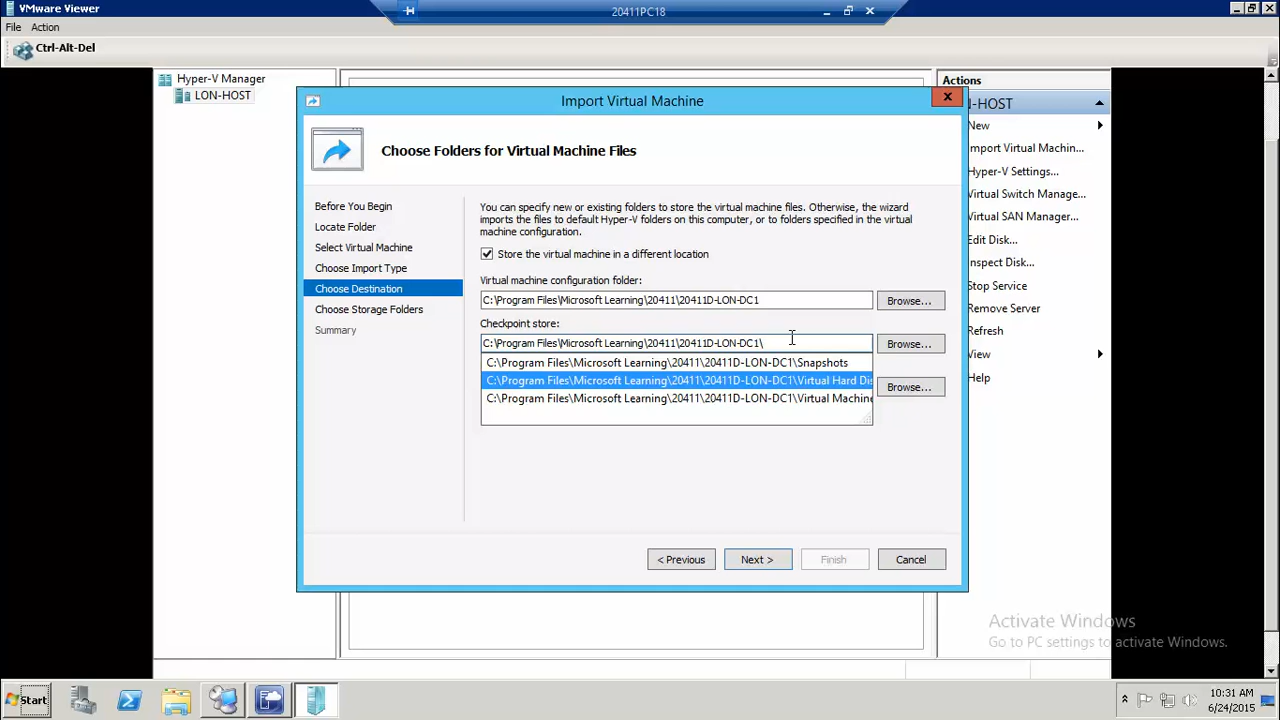 VMware Viewer
20411PC18
File Action
Ctrl-Alt-Del
Hyper-V Manager
LON-HOST
Import Virtual Machine
Choose Folders for Virtual Machine Files
Before You Begin
Locate Folder
Select Virtual Machine
Choose Import Type
Choose Destination
Choose Storage Folders
Summary
You can specify new or existing folders to store the virtual machine files. Otherwise, the wizard
imports the files to default Hyper-V folders on this computer, or to folders specified in the virtual
machine configuration.
Store the virtual machine in a different location
Virtual machine configuration folder:
C:\Program Files\Microsoft Learning\20411\20411D-LON-DC1
Browse...
Checkpoint store:
C:\Program Files\Microsoft Learning\20411\20411D-LON-DC1\
Browse...
C:\Program Files\Microsoft Learning\20411\20411D-LON-DC1\Snapshots
C:\Program Files\Microsoft Learning\20411\20411D-LON-DC1\Virtual Hard Dis
Browse...
C:\Program Files\Microsoft Learning\20411\20411D-LON-DC1\Virtual Machine
< Previous
Next >
Finish
Cancel
Actions
N-HOST
New
Import Virtual Machin...
Hyper-V Settings...
Virtual Switch Manage...
Virtual SAN Manager...
Edit Disk...
Inspect Disk...
Stop Service
Remove Server
Refresh
View
Help
Activate Windows
Go to PC settings to activate Windows.
Start
10:31 AM
6/24/2015